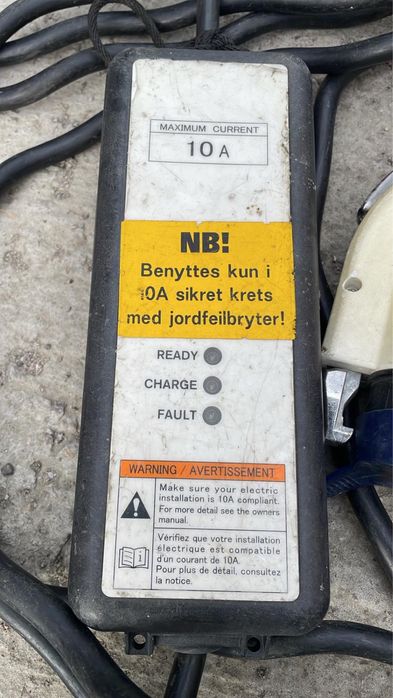 MAXIMUM CURRENT
10 A
NB!
Benyttes kun i
10A sikret krets
med jordfeilbryter!
READY
CHARGE
FAULT
WARNING / AVERTISSEMENT
Make sure your electric
installation is 10A compliant.
For more detail see the owners
manual.
Vérifiez que votre installation
électrique est compatible
d'un courant de 10A.
Pour plus de détail, consultez
la notice.